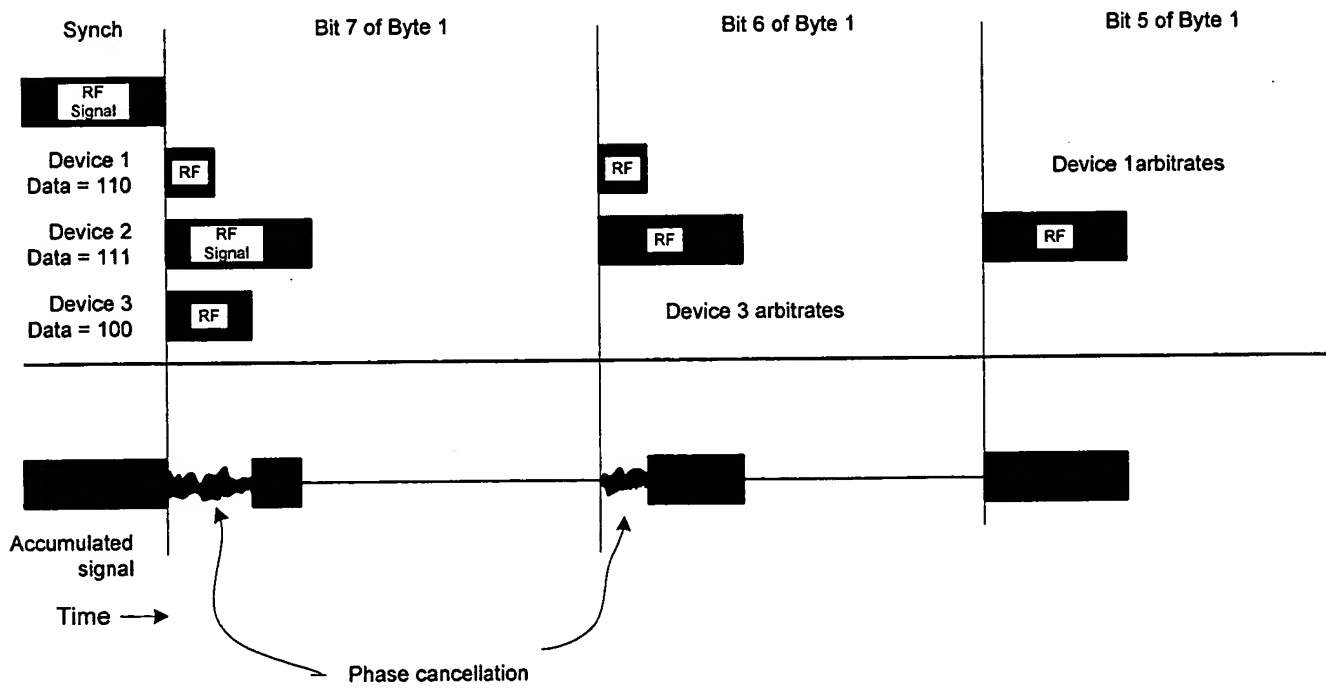 Synch
Bit 7 of Byte 1
Bit 6 of Byte 1
Bit 5 of Byte 1
RF
Signal
Device 1
Data = 110
RF
RF
Device 1arbitrates
Device 2
Data = 111
RF
Signal
RF
RF
Device 3
Data = 100
RF
Device 3 arbitrates
Accumulated
signal
Time
Phase cancellation